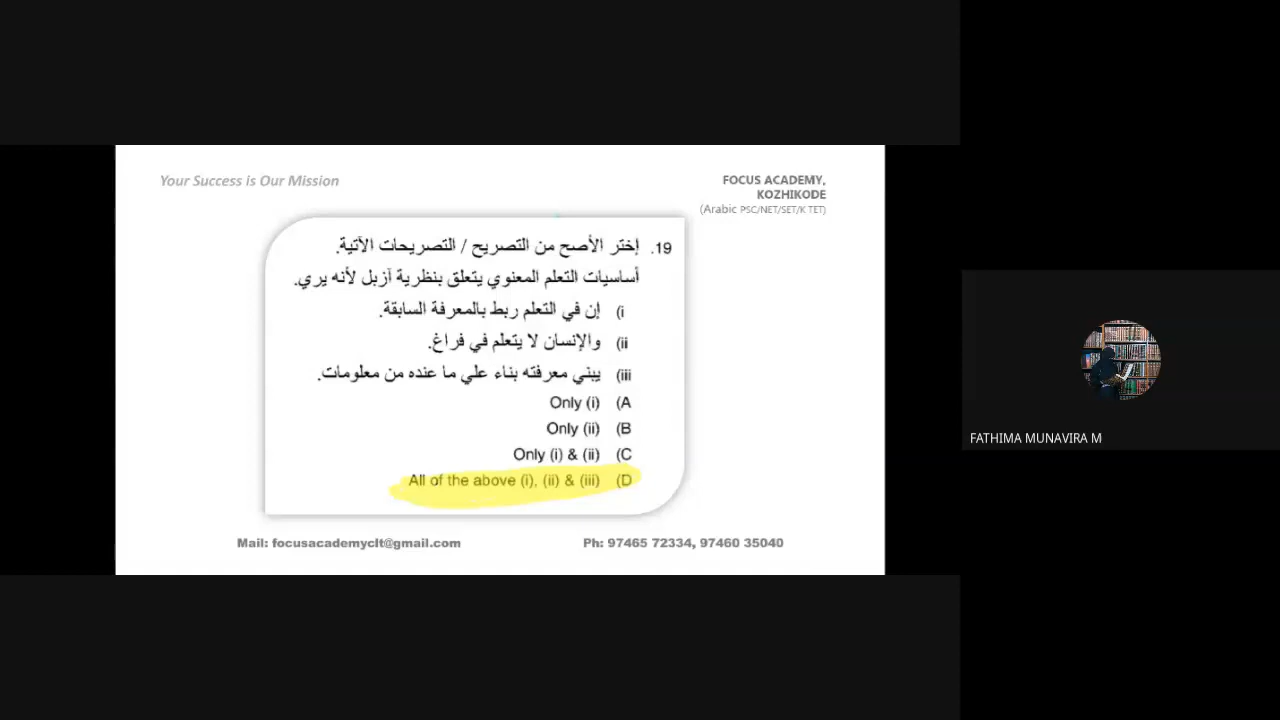 Your Success is Our Mission
FOCUS ACADEMY,
KOZHIKODE
(Arabic PSC/NET/SET/K.TET)
19. إختر الأصح من التصريح / التصريحات الآتية.
أساسيات التعلم المعنوي يتعلق بنظرية آزبل لأنه يري.
i) إن في التعلم ربط بالمعرفة السابقة.
ii) والإنسان لا يتعلم في فراغ.
iii) يبني معرفته بناء علي ما عنده من معلومات.
A) Only (i)
B) Only (ii)
C) Only (i) & (ii)
D) All of the above (i), (ii) & (iii)
Mail: focusacademyclt@gmail.com
Ph: 97465 72334, 97460 35040
FATHIMA MUNAVIRA M